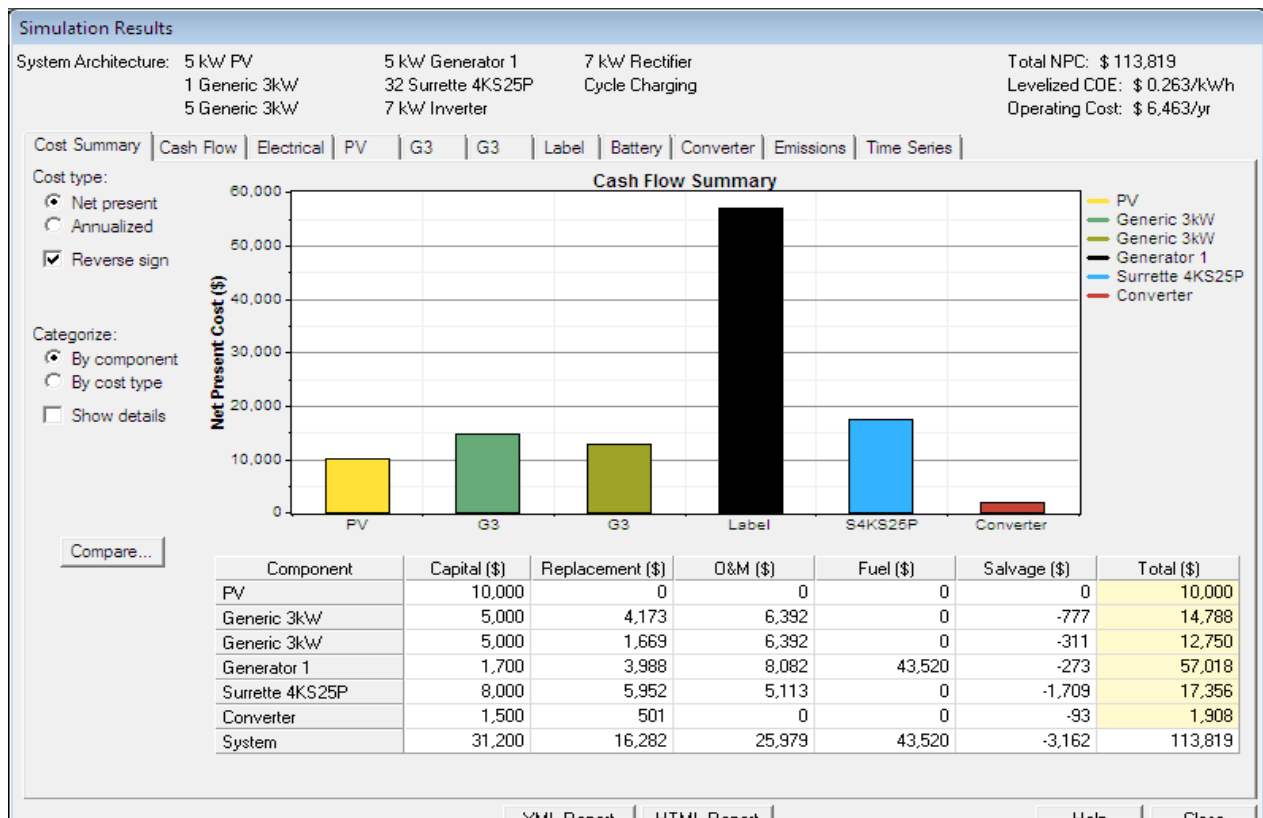 Simulation Results
System Architecture: 5 kW PV 5 kW Generator 1 7 kW Rectifier Total NPC: $ 113,819
1 Generic 3kW 32 Surrette 4KS25P Cycle Charging Levelized COE: $ 0.263/kWh
5 Generic 3kW 7 kW Inverter Operating Cost: $ 6,463/yr
Cost Summary Cash Flow Electrical PV G3 G3 Label Battery Converter Emissions Time Series
Cost type:
Net present
Annualized
Reverse sign
Categorize:
By component
By cost type
Show details
Compare...
Cash Flow Summary
Net Present Cost ($)
60,000
50,000
40,000
30,000
20,000
10,000
0
PV G3 G3 Label S4KS25P Converter
PV
Generic 3kW
Generic 3kW
Generator 1
Surrette 4KS25P
Converter
Component Capital ($) Replacement ($) O&M ($) Fuel ($) Salvage ($) Total ($)
PV 10,000 0 0 0 0 10,000
Generic 3kW 5,000 4,173 6,392 0 -777 14,788
Generic 3kW 5,000 1,669 6,392 0 -311 12,750
Generator 1 1,700 3,988 8,082 43,520 -273 57,018
Surrette 4KS25P 8,000 5,952 5,113 0 -1,709 17,356
Converter 1,500 501 0 0 -93 1,908
System 31,200 16,282 25,979 43,520 -3,162 113,819
XML Report HTML Report Help Close